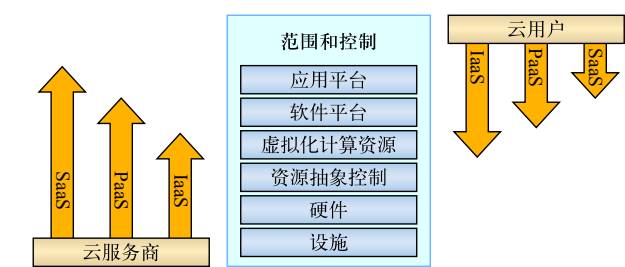 SaaS
PaaS
IaaS
云服务商
范围和控制
应用平台
软件平台
虚拟化计算资源
资源抽象控制
硬件
设施
云用户
IaaS
PaaS
SaaS